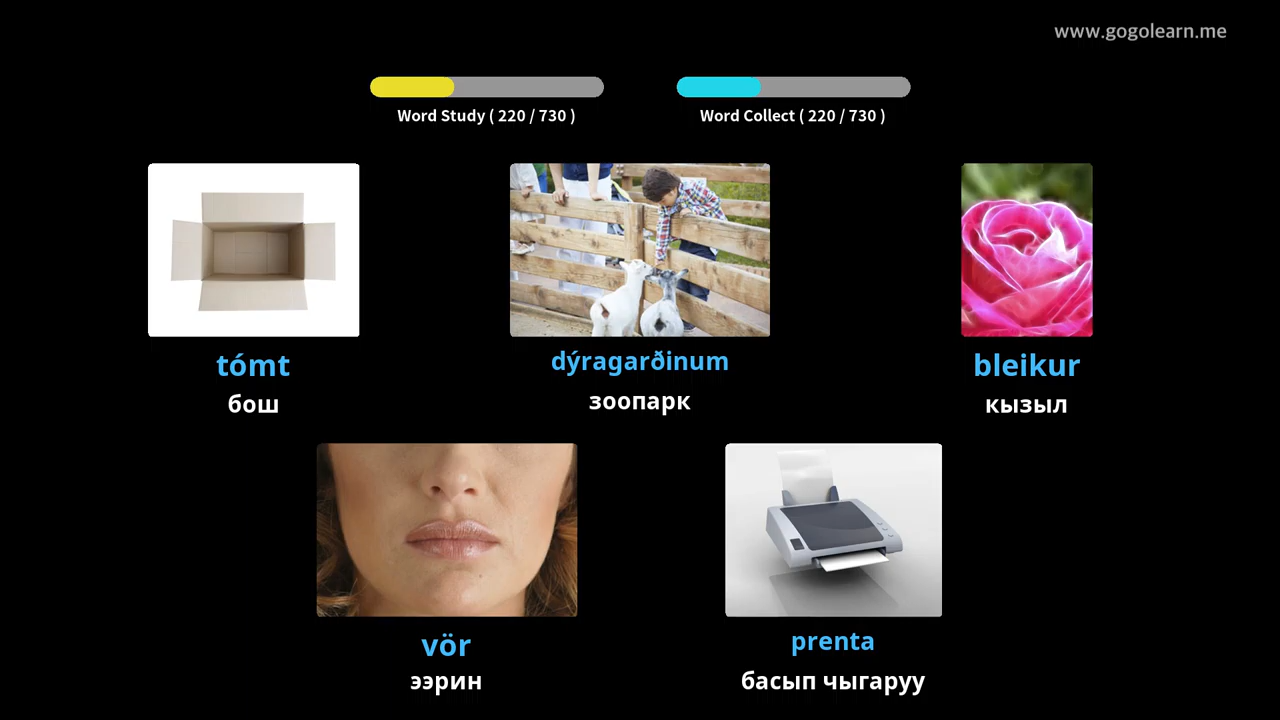 www.gogolearn.me
Word Study ( 220 / 730 )
Word Collect ( 220 / 730 )
tómt
бош
dýragarðinum
зоопарк
bleikur
кызыл
vör
ээрин
prenta
басып чыгаруу